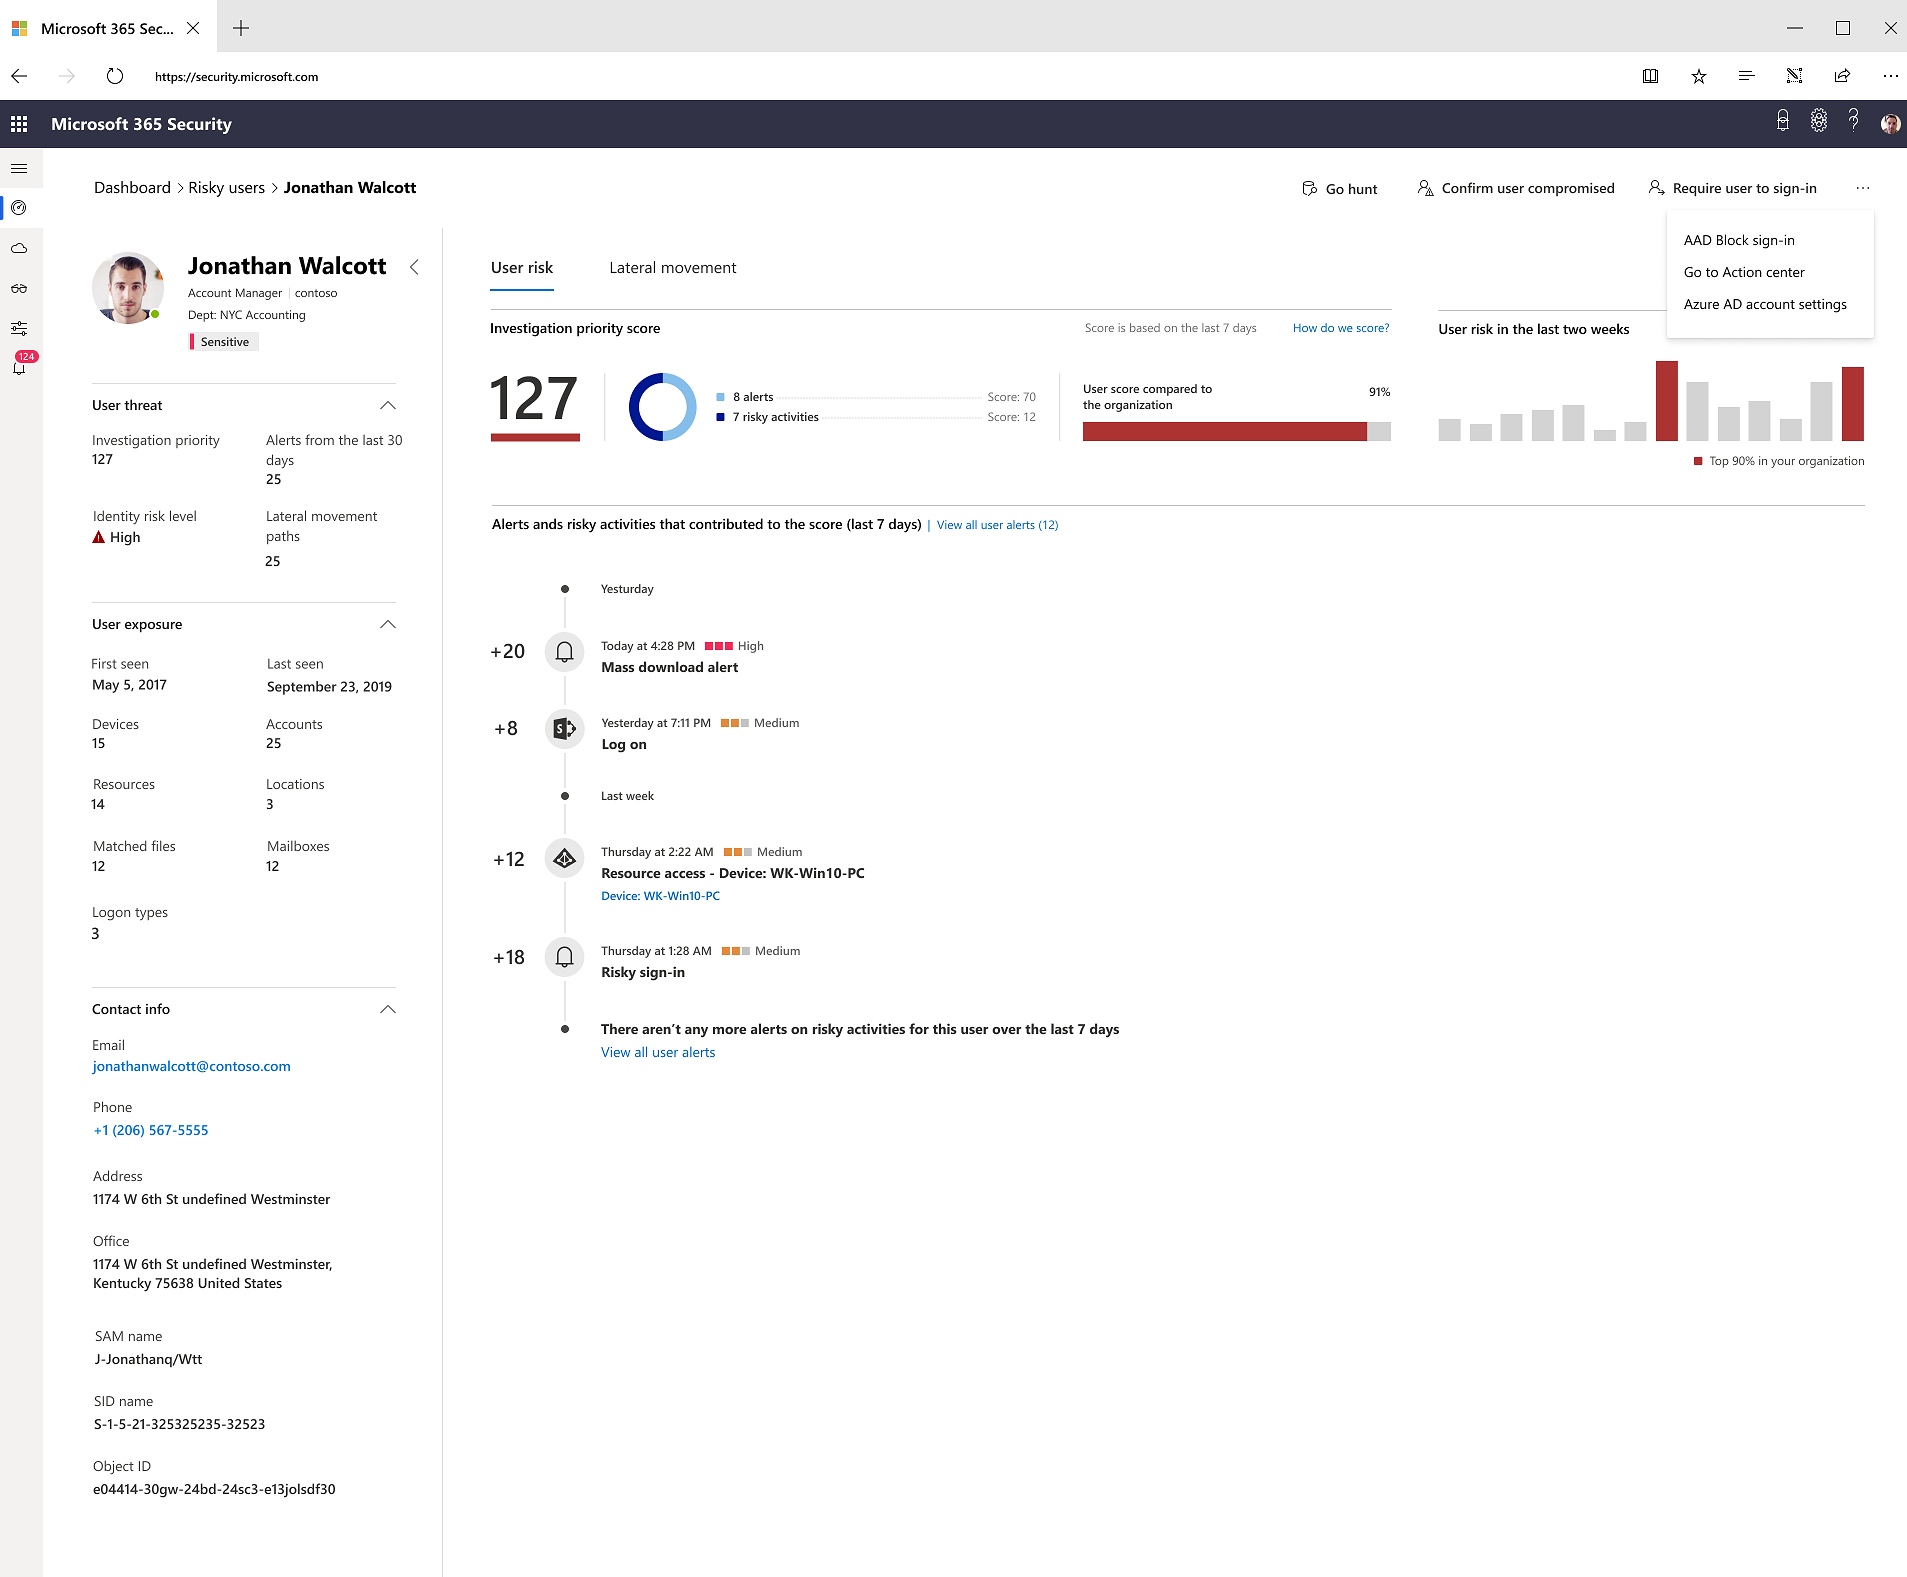 Microsoft 365 Sec...
https://security.microsoft.com
Microsoft 365 Security
Dashboard > Risky users > Jonathan Walcott
Go hunt
Confirm user compromised
Require user to sign-in
...
AAD Block sign-in
Go to Action center
Azure AD account settings
124
Jonathan Walcott
Account Manager | contoso
Dept: NYC Accounting
Sensitive
User threat
Investigation priority
127
Alerts from the last 30
days
25
Identity risk level
High
Lateral movement
paths
25
User exposure
First seen
May 5, 2017
Last seen
September 23, 2019
Devices
15
Accounts
25
Resources
14
Locations
3
Matched files
12
Mailboxes
12
Logon types
3
Contact info
Email
jonathanwalcott@contoso.com
Phone
+1 (206) 567-5555
Address
1174 W 6th St undefined Westminster
Office
1174 W 6th St undefined Westminster,
Kentucky 75638 United States
SAM name
J-Jonathanq/Wtt
SID name
S-1-5-21-325325235-32523
Object ID
e04414-30gw-24bd-24sc3-e13jolsdf30
User risk
Lateral movement
Investigation priority score
Score is based on the last 7 days
How do we score?
127
8 alerts
Score: 70
7 risky activities
Score: 12
User score compared to
the organization
91%
User risk in the last two weeks
Top 90% in your organization
Alerts ands risky activities that contributed to the score (last 7 days) | View all user alerts (12)
Yesturday
+20
Today at 4:28 PM
High
Mass download alert
+8
Yesterday at 7:11 PM
Medium
Log on
Last week
+12
Thursday at 2:22 AM
Medium
Resource access - Device: WK-Win10-PC
Device: WK-Win10-PC
+18
Thursday at 1:28 AM
Medium
Risky sign-in
There aren't any more alerts on risky activities for this user over the last 7 days
View all user alerts